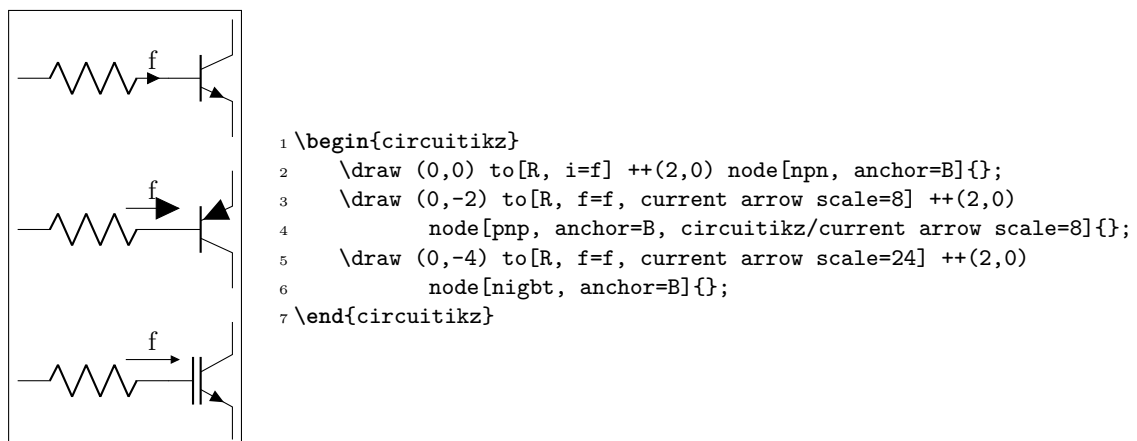 f
f
f
1 \begin{circuitikz}
2 \draw (0,0) to[R, i=f] ++(2,0) node[npn, anchor=B]{};
3 \draw (0,-2) to[R, f=f, current arrow scale=8] ++(2,0)
4 node[pnp, anchor=B, circuitikz/current arrow scale=8]{};
5 \draw (0,-4) to[R, f=f, current arrow scale=24] ++(2,0)
6 node[nigbt, anchor=B]{};
7 \end{circuitikz}